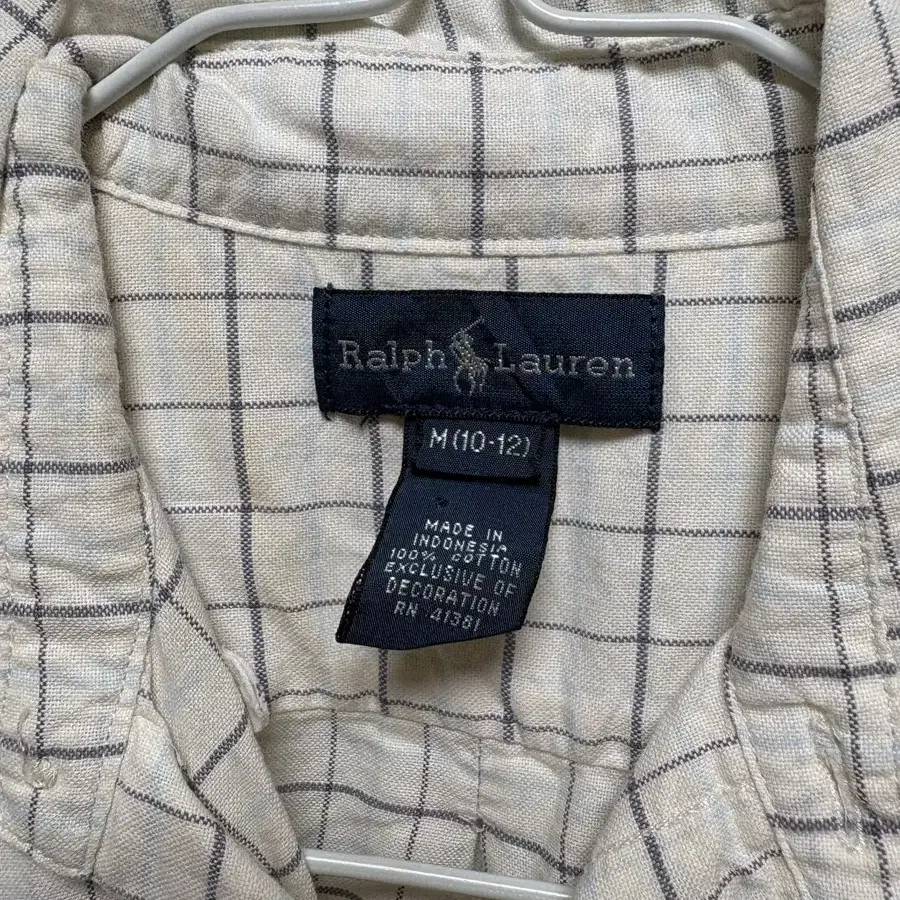 Ralph Lauren
M (10-12)
MADE IN
INDONESIA
100% COTTON
EXCLUSIVE OF
DECORATION
RN 41381